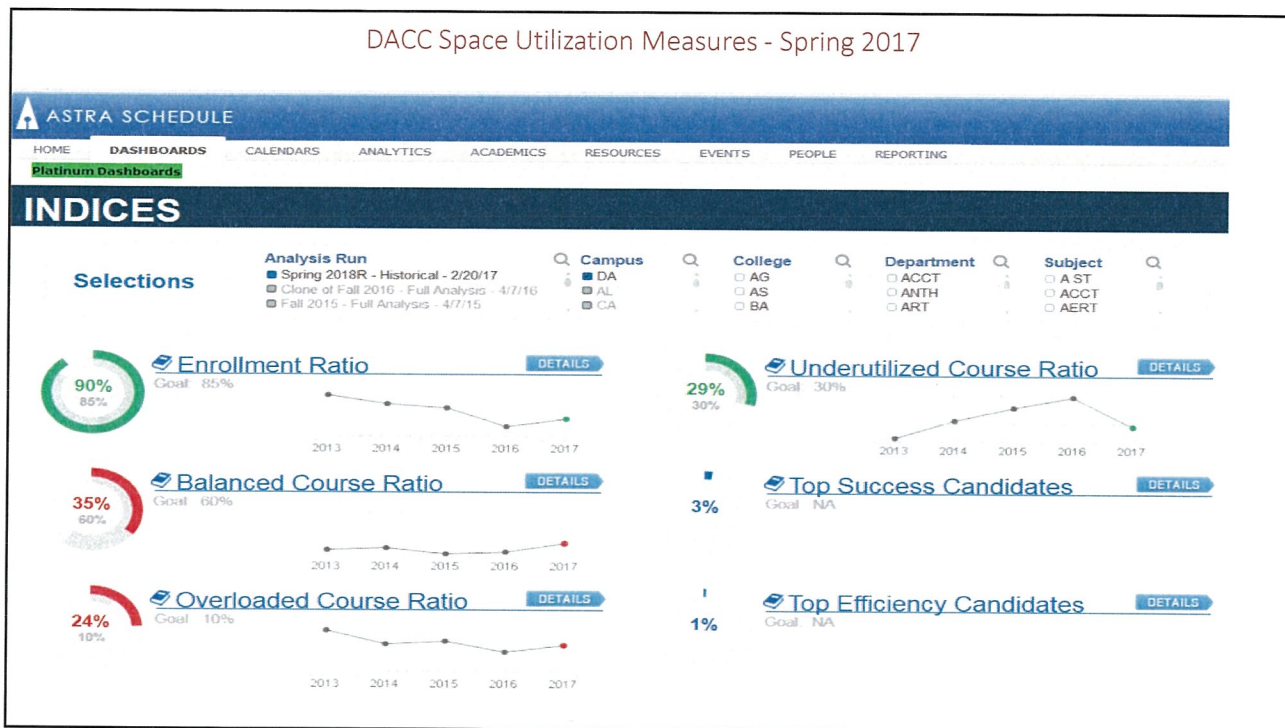 DACC Space Utilization Measures - Spring 2017
ASTRA SCHEDULE
HOME DASHBOARDS CALENDARS ANALYTICS ACADEMICS RESOURCES EVENTS PEOPLE REPORTING
Platinum Dashboards
INDICES
Selections
Analysis Run
Spring 2018R - Historical - 2/20/17
Clone of Fall 2016 - Full Analysis - 4/7/16
Fall 2015 - Full Analysis - 4/7/15
Campus
DA
AL
CA
College
AG
AS
BA
Department
ACCT
ANTH
ART
Subject
A ST
ACCT
AERT
90%
85%
Enrollment Ratio DETAILS
Goal 85%
2013 2014 2015 2016 2017
29%
30%
Underutilized Course Ratio DETAILS
Goal 30%
2013 2014 2015 2016 2017
35%
60%
Balanced Course Ratio DETAILS
Goal 60%
2013 2014 2015 2016 2017
3%
Top Success Candidates DETAILS
Goal NA
24%
10%
Overloaded Course Ratio DETAILS
Goal 10%
2013 2014 2015 2016 2017
1%
Top Efficiency Candidates DETAILS
Goal NA